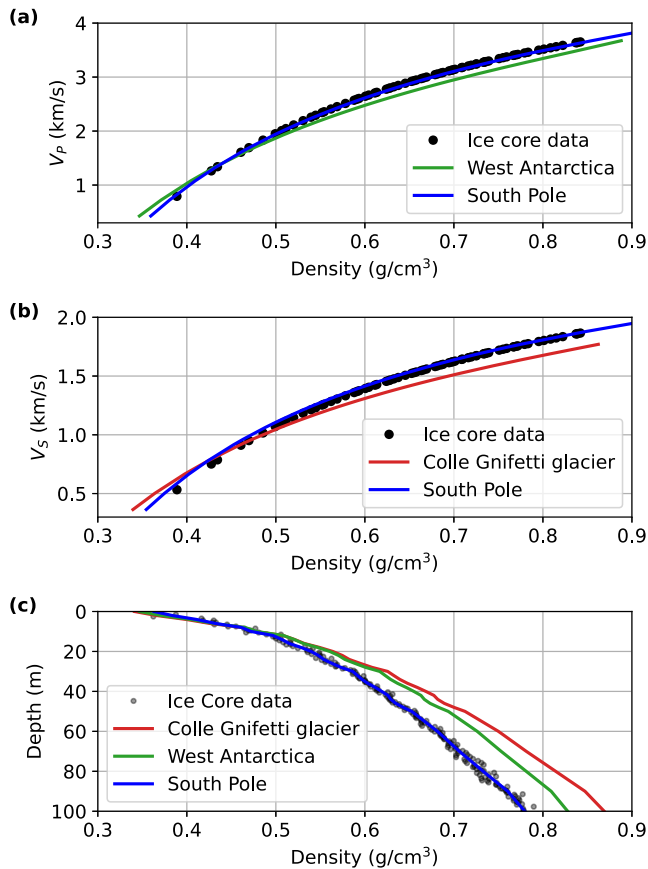 (a)
4
3
2
1
V_P (km/s)
Ice core data
West Antarctica
South Pole
0.3 0.4 0.5 0.6 0.7 0.8 0.9
Density (g/cm³)
(b)
2.0
1.5
1.0
0.5
V_S (km/s)
Ice core data
Colle Gnifetti glacier
South Pole
0.3 0.4 0.5 0.6 0.7 0.8 0.9
Density (g/cm³)
(c)
0
20
40
60
80
100
Depth (m)
Ice Core data
Colle Gnifetti glacier
West Antarctica
South Pole
0.3 0.4 0.5 0.6 0.7 0.8 0.9
Density (g/cm³)